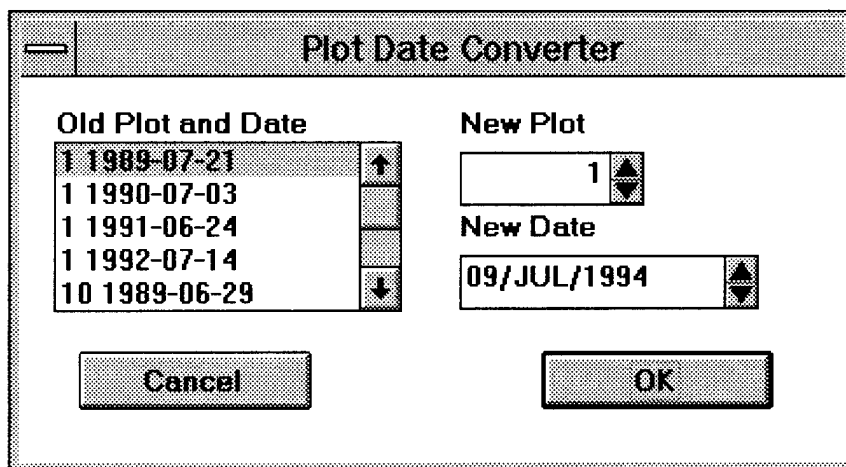 Plot Date Converter
Old Plot and Date
1 1989-07-21
1 1990-07-03
1 1991-06-24
1 1992-07-14
10 1989-06-29
New Plot
1
New Date
09/JUL/1994
Cancel
OK